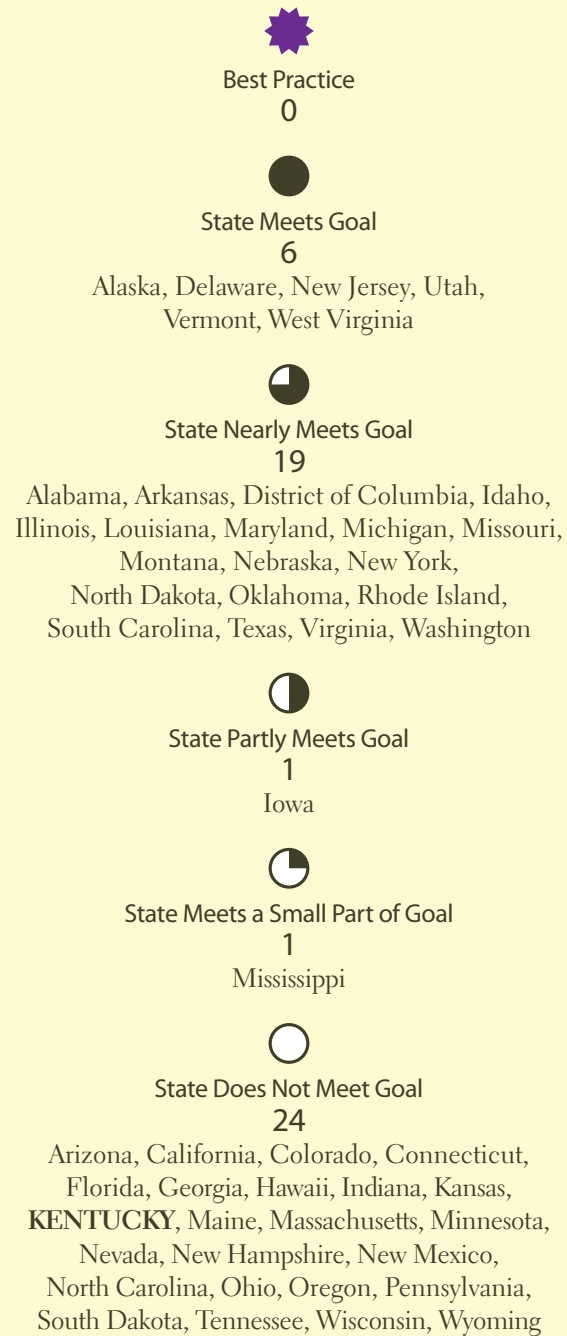 Best Practice
0
State Meets Goal
6
Alaska, Delaware, New Jersey, Utah,
Vermont, West Virginia
State Nearly Meets Goal
19
Alabama, Arkansas, District of Columbia, Idaho,
Illinois, Louisiana, Maryland, Michigan, Missouri,
Montana, Nebraska, New York,
North Dakota, Oklahoma, Rhode Island,
South Carolina, Texas, Virginia, Washington
State Partly Meets Goal
1
Iowa
State Meets a Small Part of Goal
1
Mississippi
State Does Not Meet Goal
24
Arizona, California, Colorado, Connecticut,
Florida, Georgia, Hawaii, Indiana, Kansas,
KENTUCKY, Maine, Massachusetts, Minnesota,
Nevada, New Hampshire, New Mexico,
North Carolina, Ohio, Oregon, Pennsylvania,
South Dakota, Tennessee, Wisconsin, Wyoming